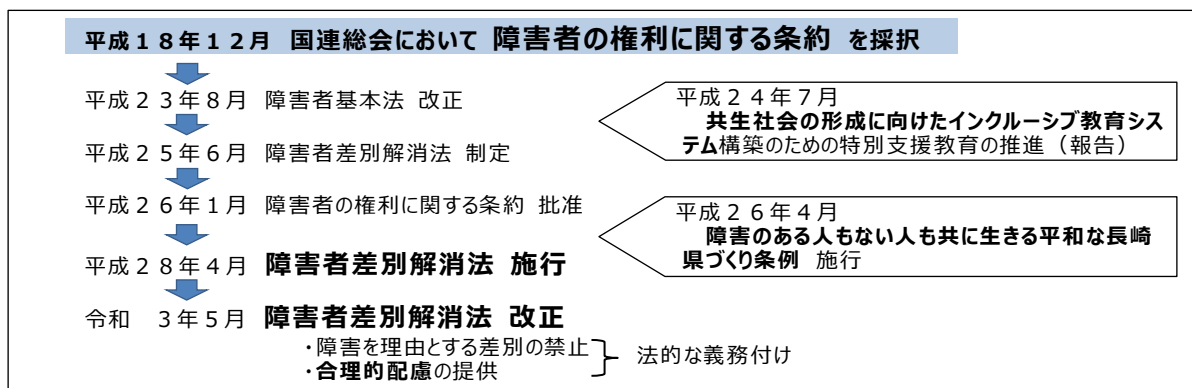 平成１８年１２月 国連総会において 障害者の権利に関する条約 を採択
平成２３年８月 障害者基本法 改正
平成２４年７月
共生社会の形成に向けたインクルーシブ教育シス
テム構築のための特別支援教育の推進（報告）
平成２５年６月 障害者差別解消法 制定
平成２６年１月 障害者の権利に関する条約 批准
平成２６年４月
障害のある人もない人も共に生きる平和な長崎
県づくり条例 施行
平成２８年４月 障害者差別解消法 施行
令和 ３年５月 障害者差別解消法 改正
・障害を理由とする差別の禁止
・合理的配慮の提供
法的な義務付け